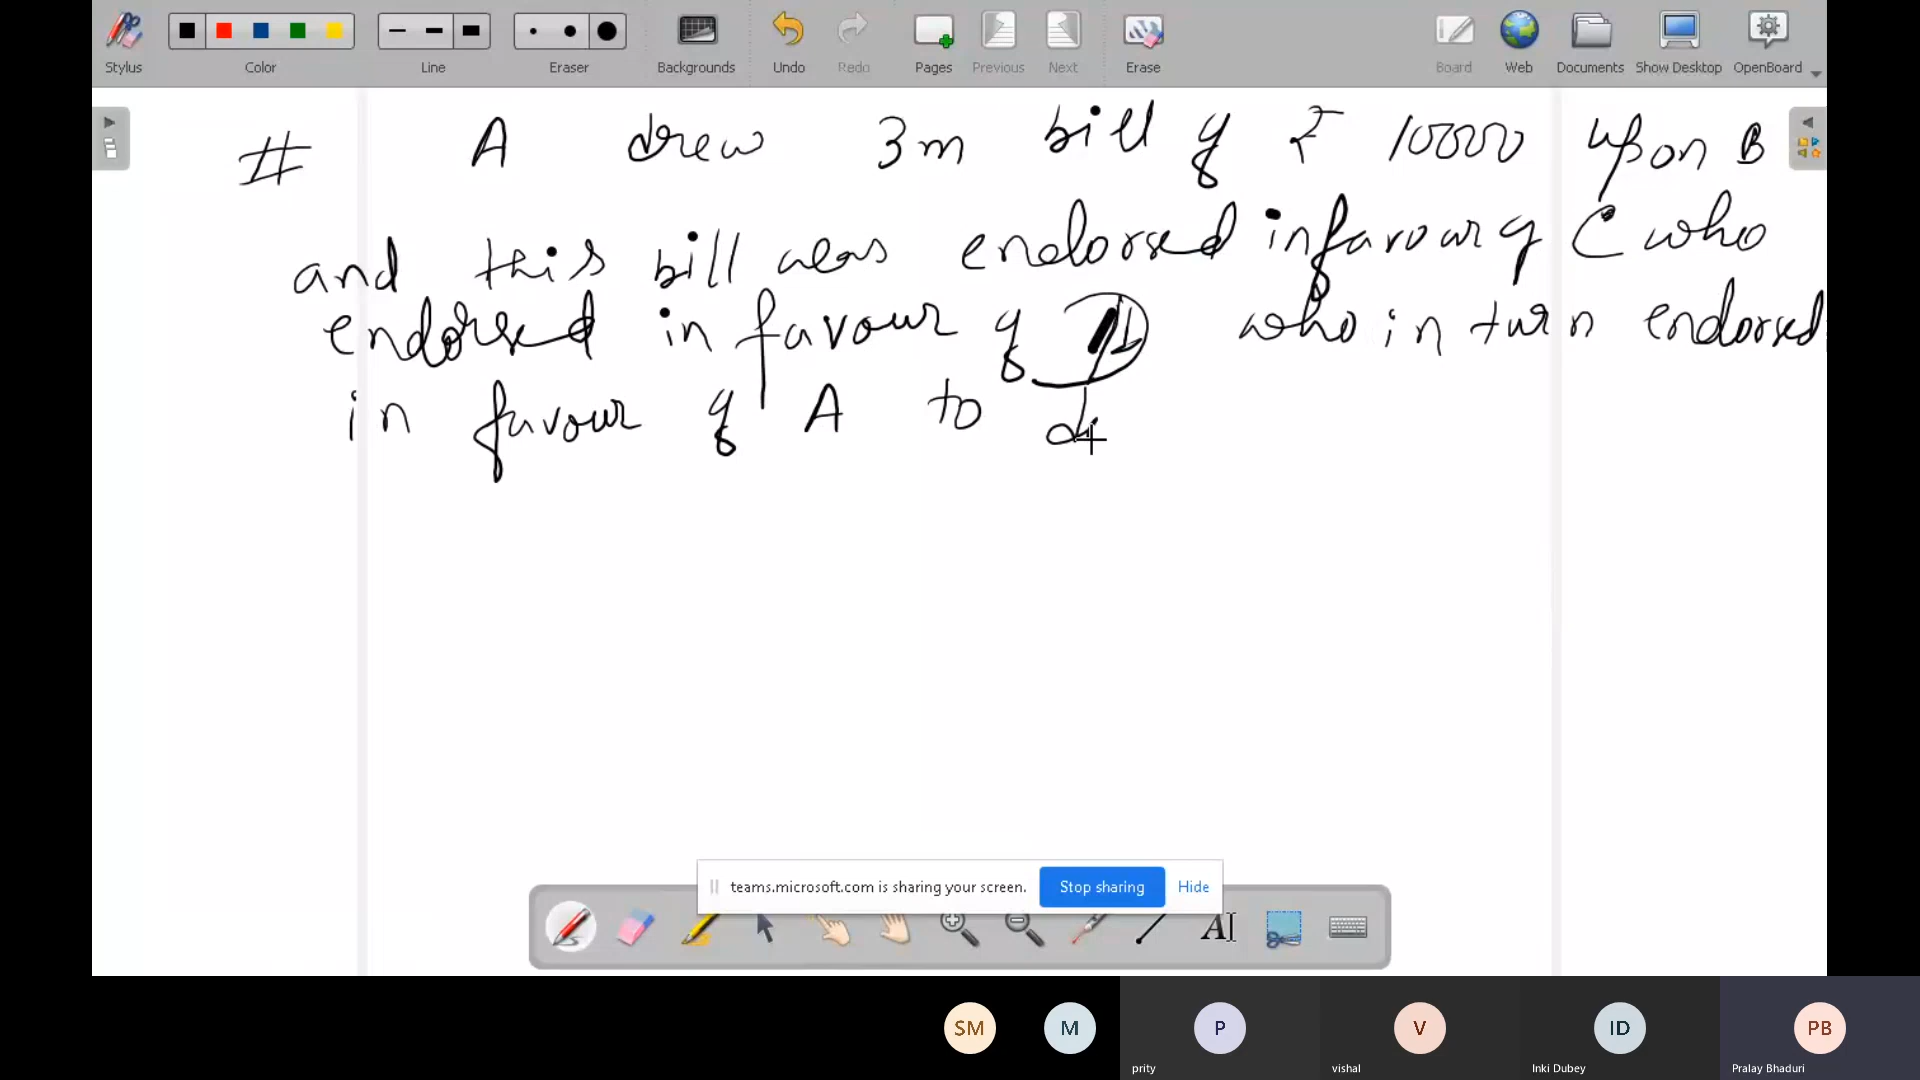 Stylus Color Line Eraser Backgrounds Undo Redo Pages Previous Next Erase Board Web Documents Show Desktop OpenBoard
# A drew 3m bill of ₹ 10000 upon B
and this bill was endorsed in favour of C who
endorsed in favour of D who in turn endorsed
in favour of A to
teams.microsoft.com is sharing your screen. Stop sharing Hide
SM M P V ID PB
prity vishal Inki Dubey Pralay Bhaduri